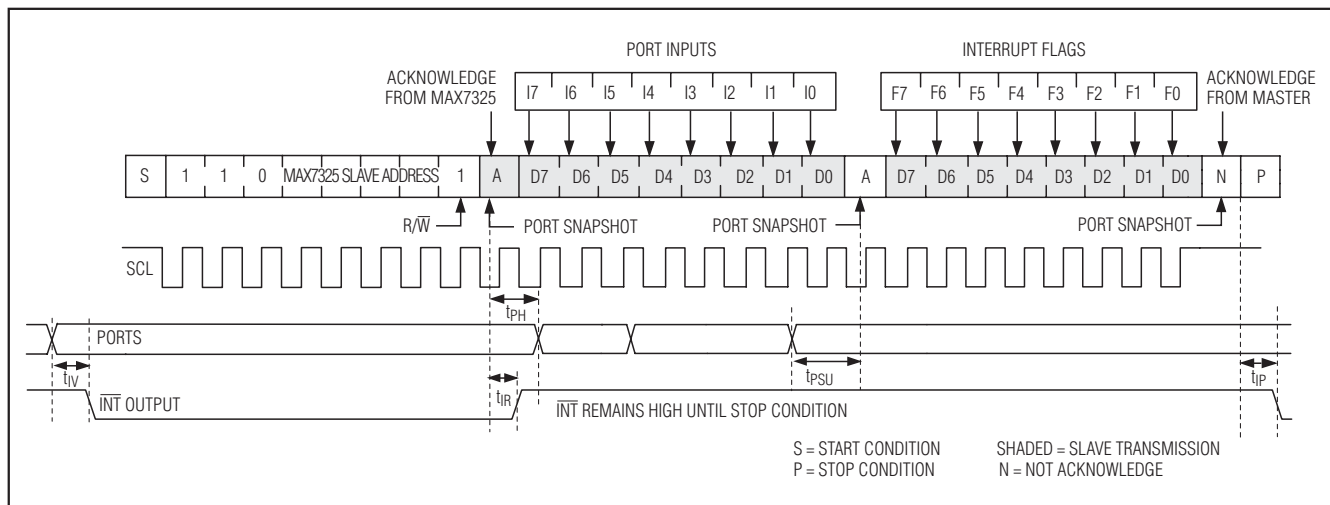 PORT INPUTS INTERRUPT FLAGS
ACKNOWLEDGE FROM MAX7325
I7 I6 I5 I4 I3 I2 I1 I0
F7 F6 F5 F4 F3 F2 F1 F0
ACKNOWLEDGE FROM MASTER
S 1 1 0 MAX7325 SLAVE ADDRESS 1 A D7 D6 D5 D4 D3 D2 D1 D0 A D7 D6 D5 D4 D3 D2 D1 D0 N P
R/W̅ PORT SNAPSHOT PORT SNAPSHOT PORT SNAPSHOT
SCL
tPH
PORTS
tIV tIR tPSU tIP
I̅N̅T̅ OUTPUT I̅N̅T̅ REMAINS HIGH UNTIL STOP CONDITION
S = START CONDITION SHADED = SLAVE TRANSMISSION
P = STOP CONDITION N = NOT ACKNOWLEDGE